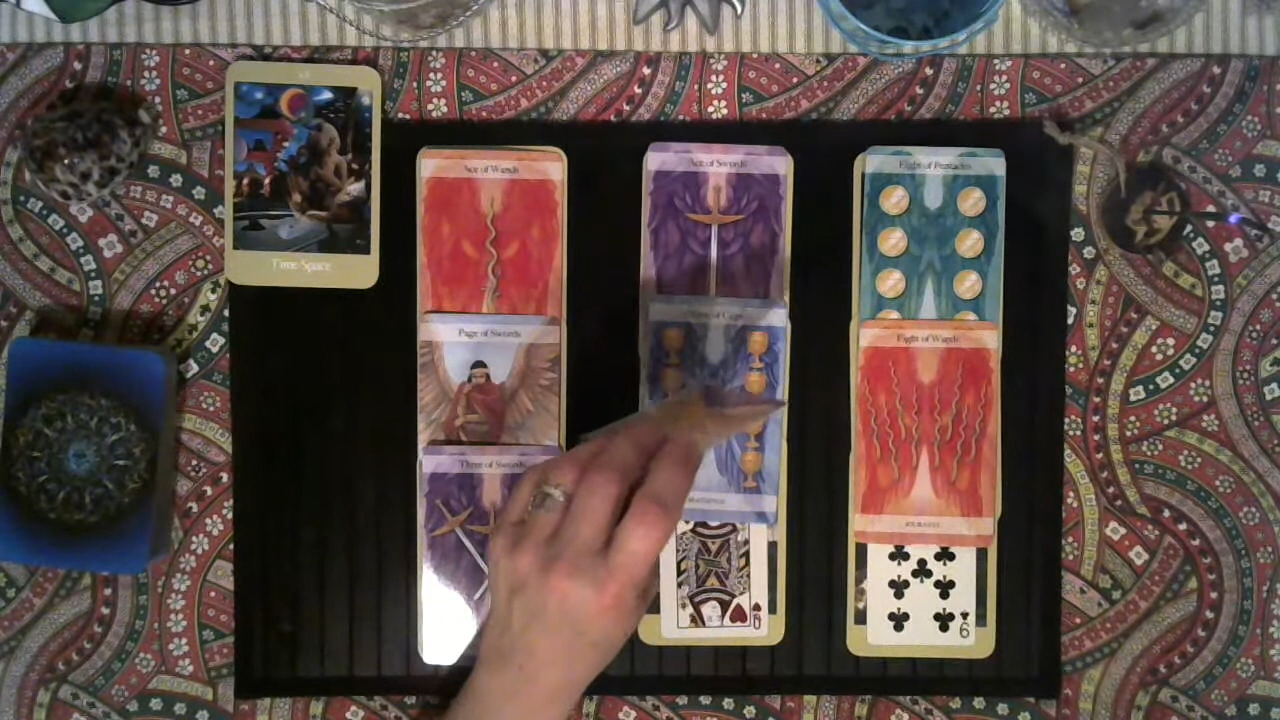 Time-Space
Ace of Wands
Page of Swords
Three of Swords
Ace of Swords
Eight of Pentacles
Eight of Wands
9